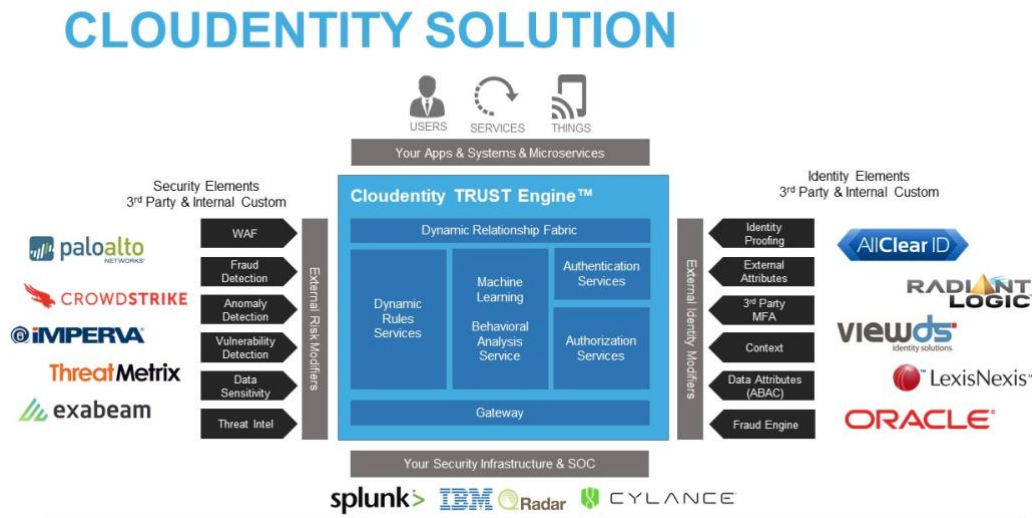 CLOUDENTITY SOLUTION
USERS
SERVICES
THINGS
Your Apps & Systems & Microservices
Security Elements
3rd Party & Internal Custom
paloalto
NETWORKS®
CROWDSTRIKE
iMPERVA®
ThreatMetrix
exabeam
WAF
Fraud
Detection
Anomaly
Detection
Vulnerability
Detection
Data
Sensitivity
Threat Intel
External Risk Modifiers
Cloudentity TRUST Engine™
Dynamic Relationship Fabric
Dynamic
Rules
Services
Machine
Learning
Behavioral
Analysis
Service
Authentication
Services
Authorization
Services
Gateway
External Identity Modifiers
Identity Elements
3rd Party & Internal Custom
Identity
Proofing
External
Attributes
3rd Party
MFA
Context
Data Attributes
(ABAC)
Fraud Engine
AllClear ID
RADIANT
LOGIC™
viewds
identity solutions
LexisNexis™
ORACLE®
Your Security Infrastructure & SOC
splunk>
IBM
QRadar
CYLANCE